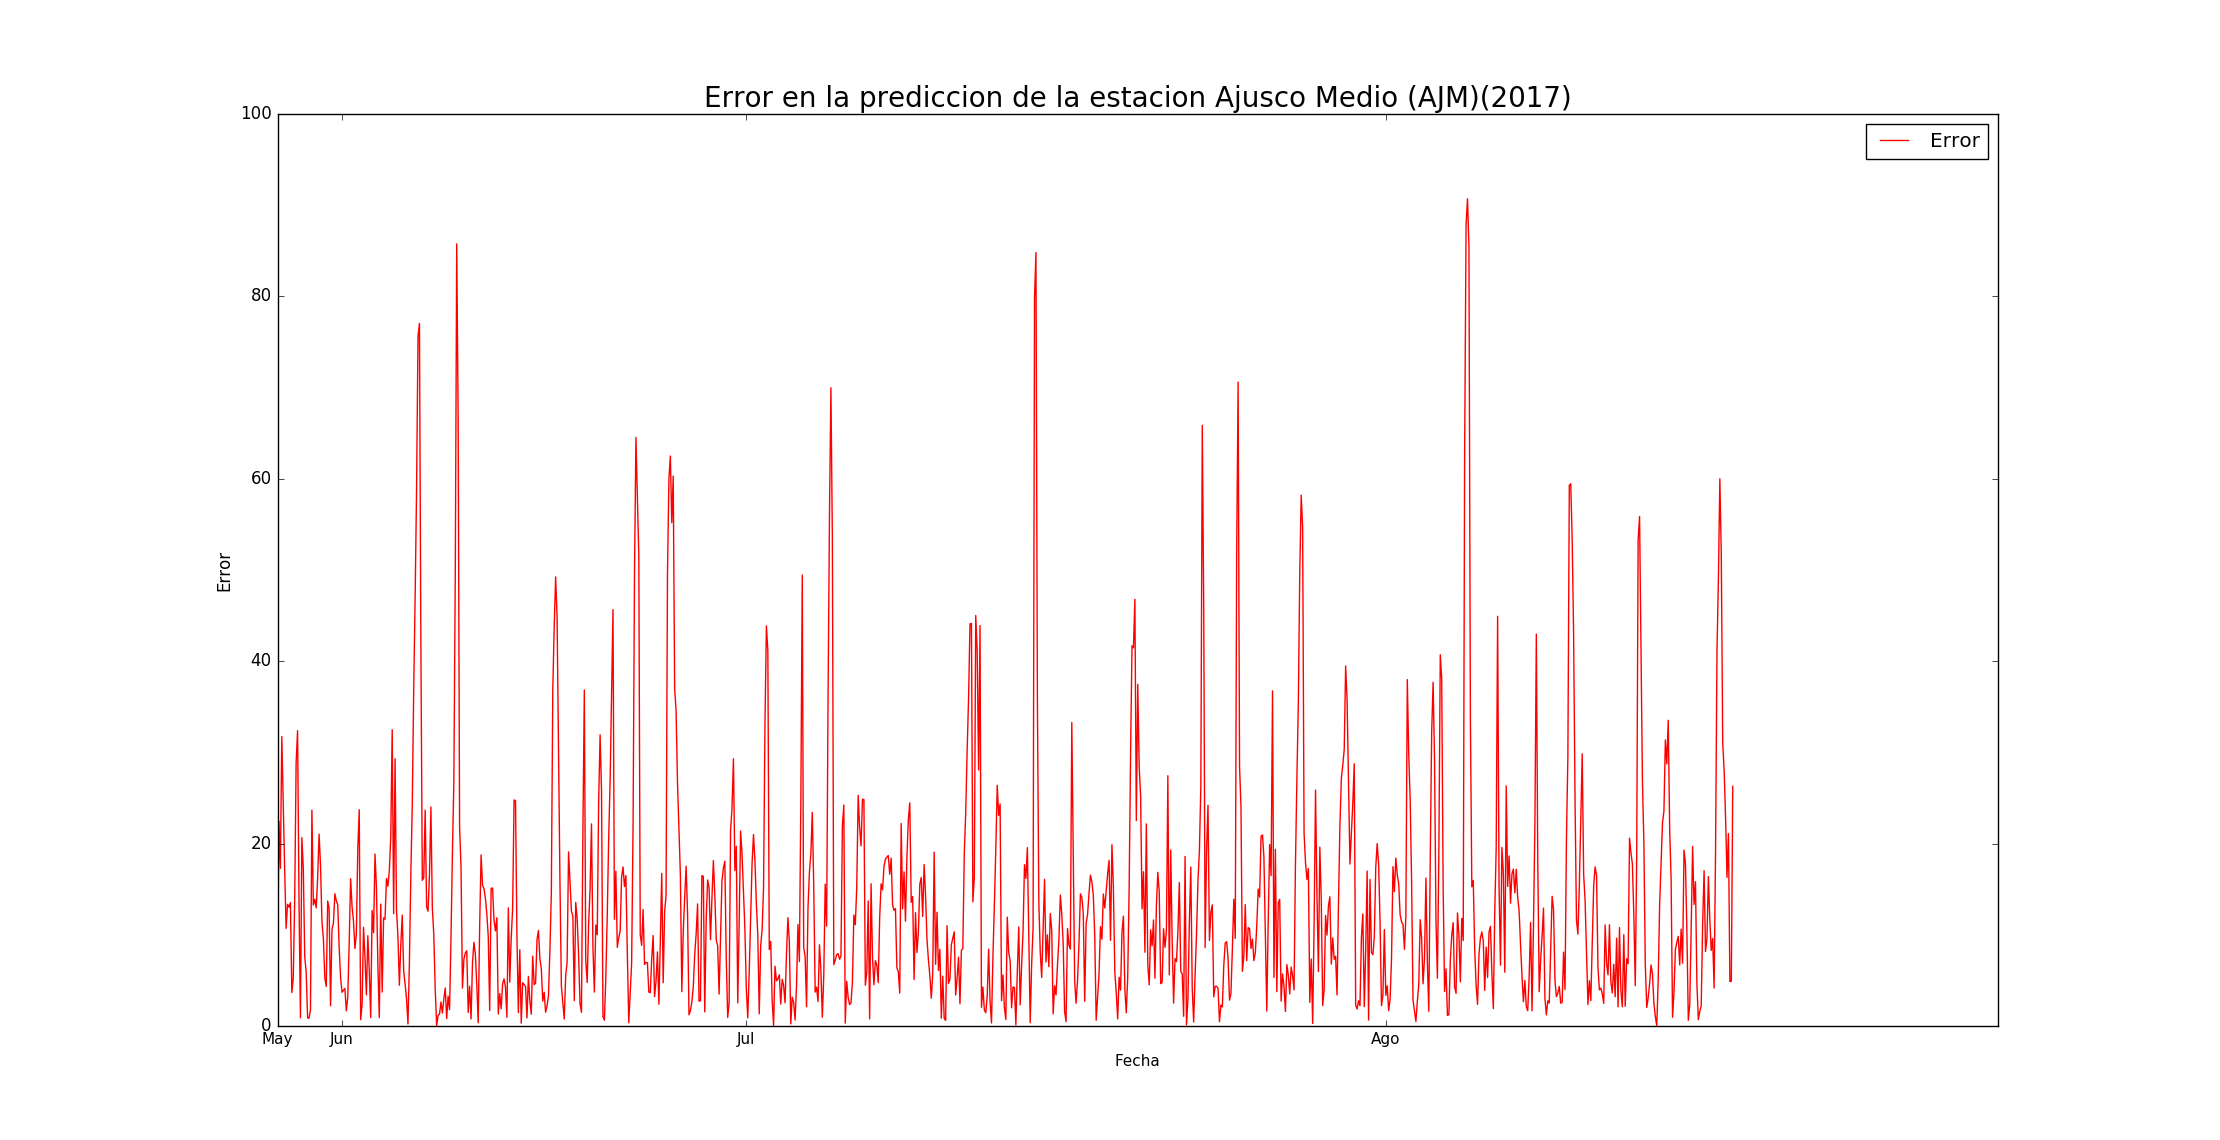 Error en la prediccion de la estacion Ajusco Medio (AJM)(2017)
Error
100
80
60
40
20
0
Error
May Jun Jul Ago
Fecha